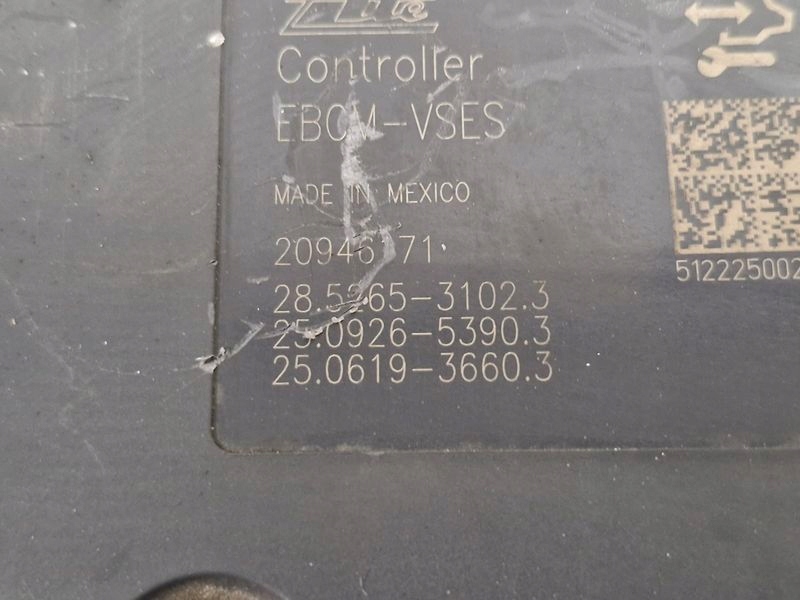 Ate
Controller
EBCM-VSES
MADE IN MEXICO
28.5265-3102.3
25.0926-5390.3
25.0619-3660.3
512225002